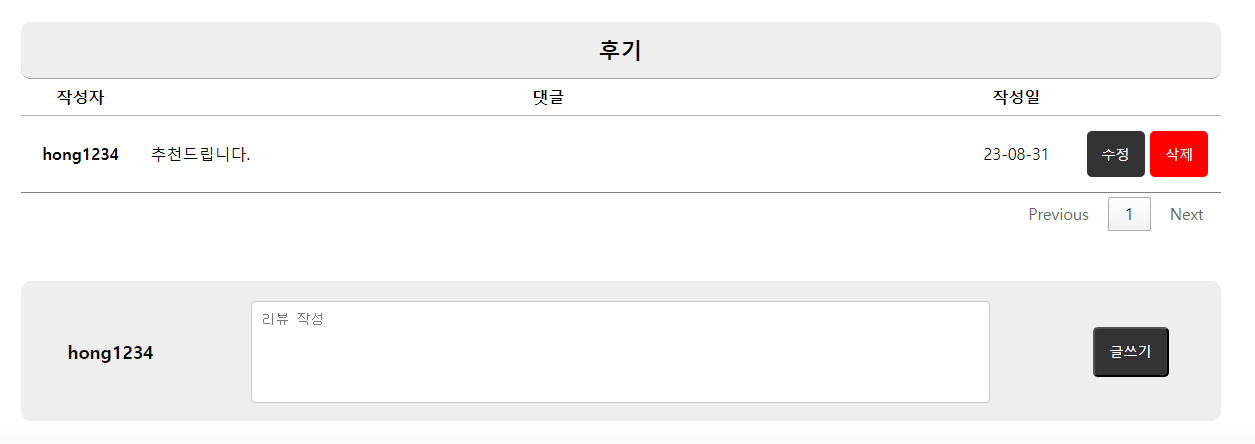 후기
작성자 댓글 작성일
hong1234 추천드립니다. 23-08-31 수정 삭제
Previous 1 Next
hong1234 리뷰 작성 글쓰기